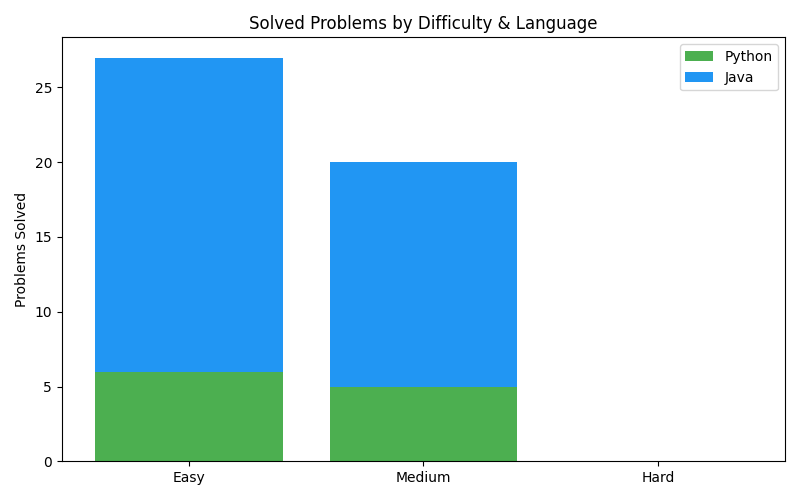 Solved Problems by Difficulty & Language
Python
Java
Problems Solved
25
20
15
10
5
0
Easy
Medium
Hard